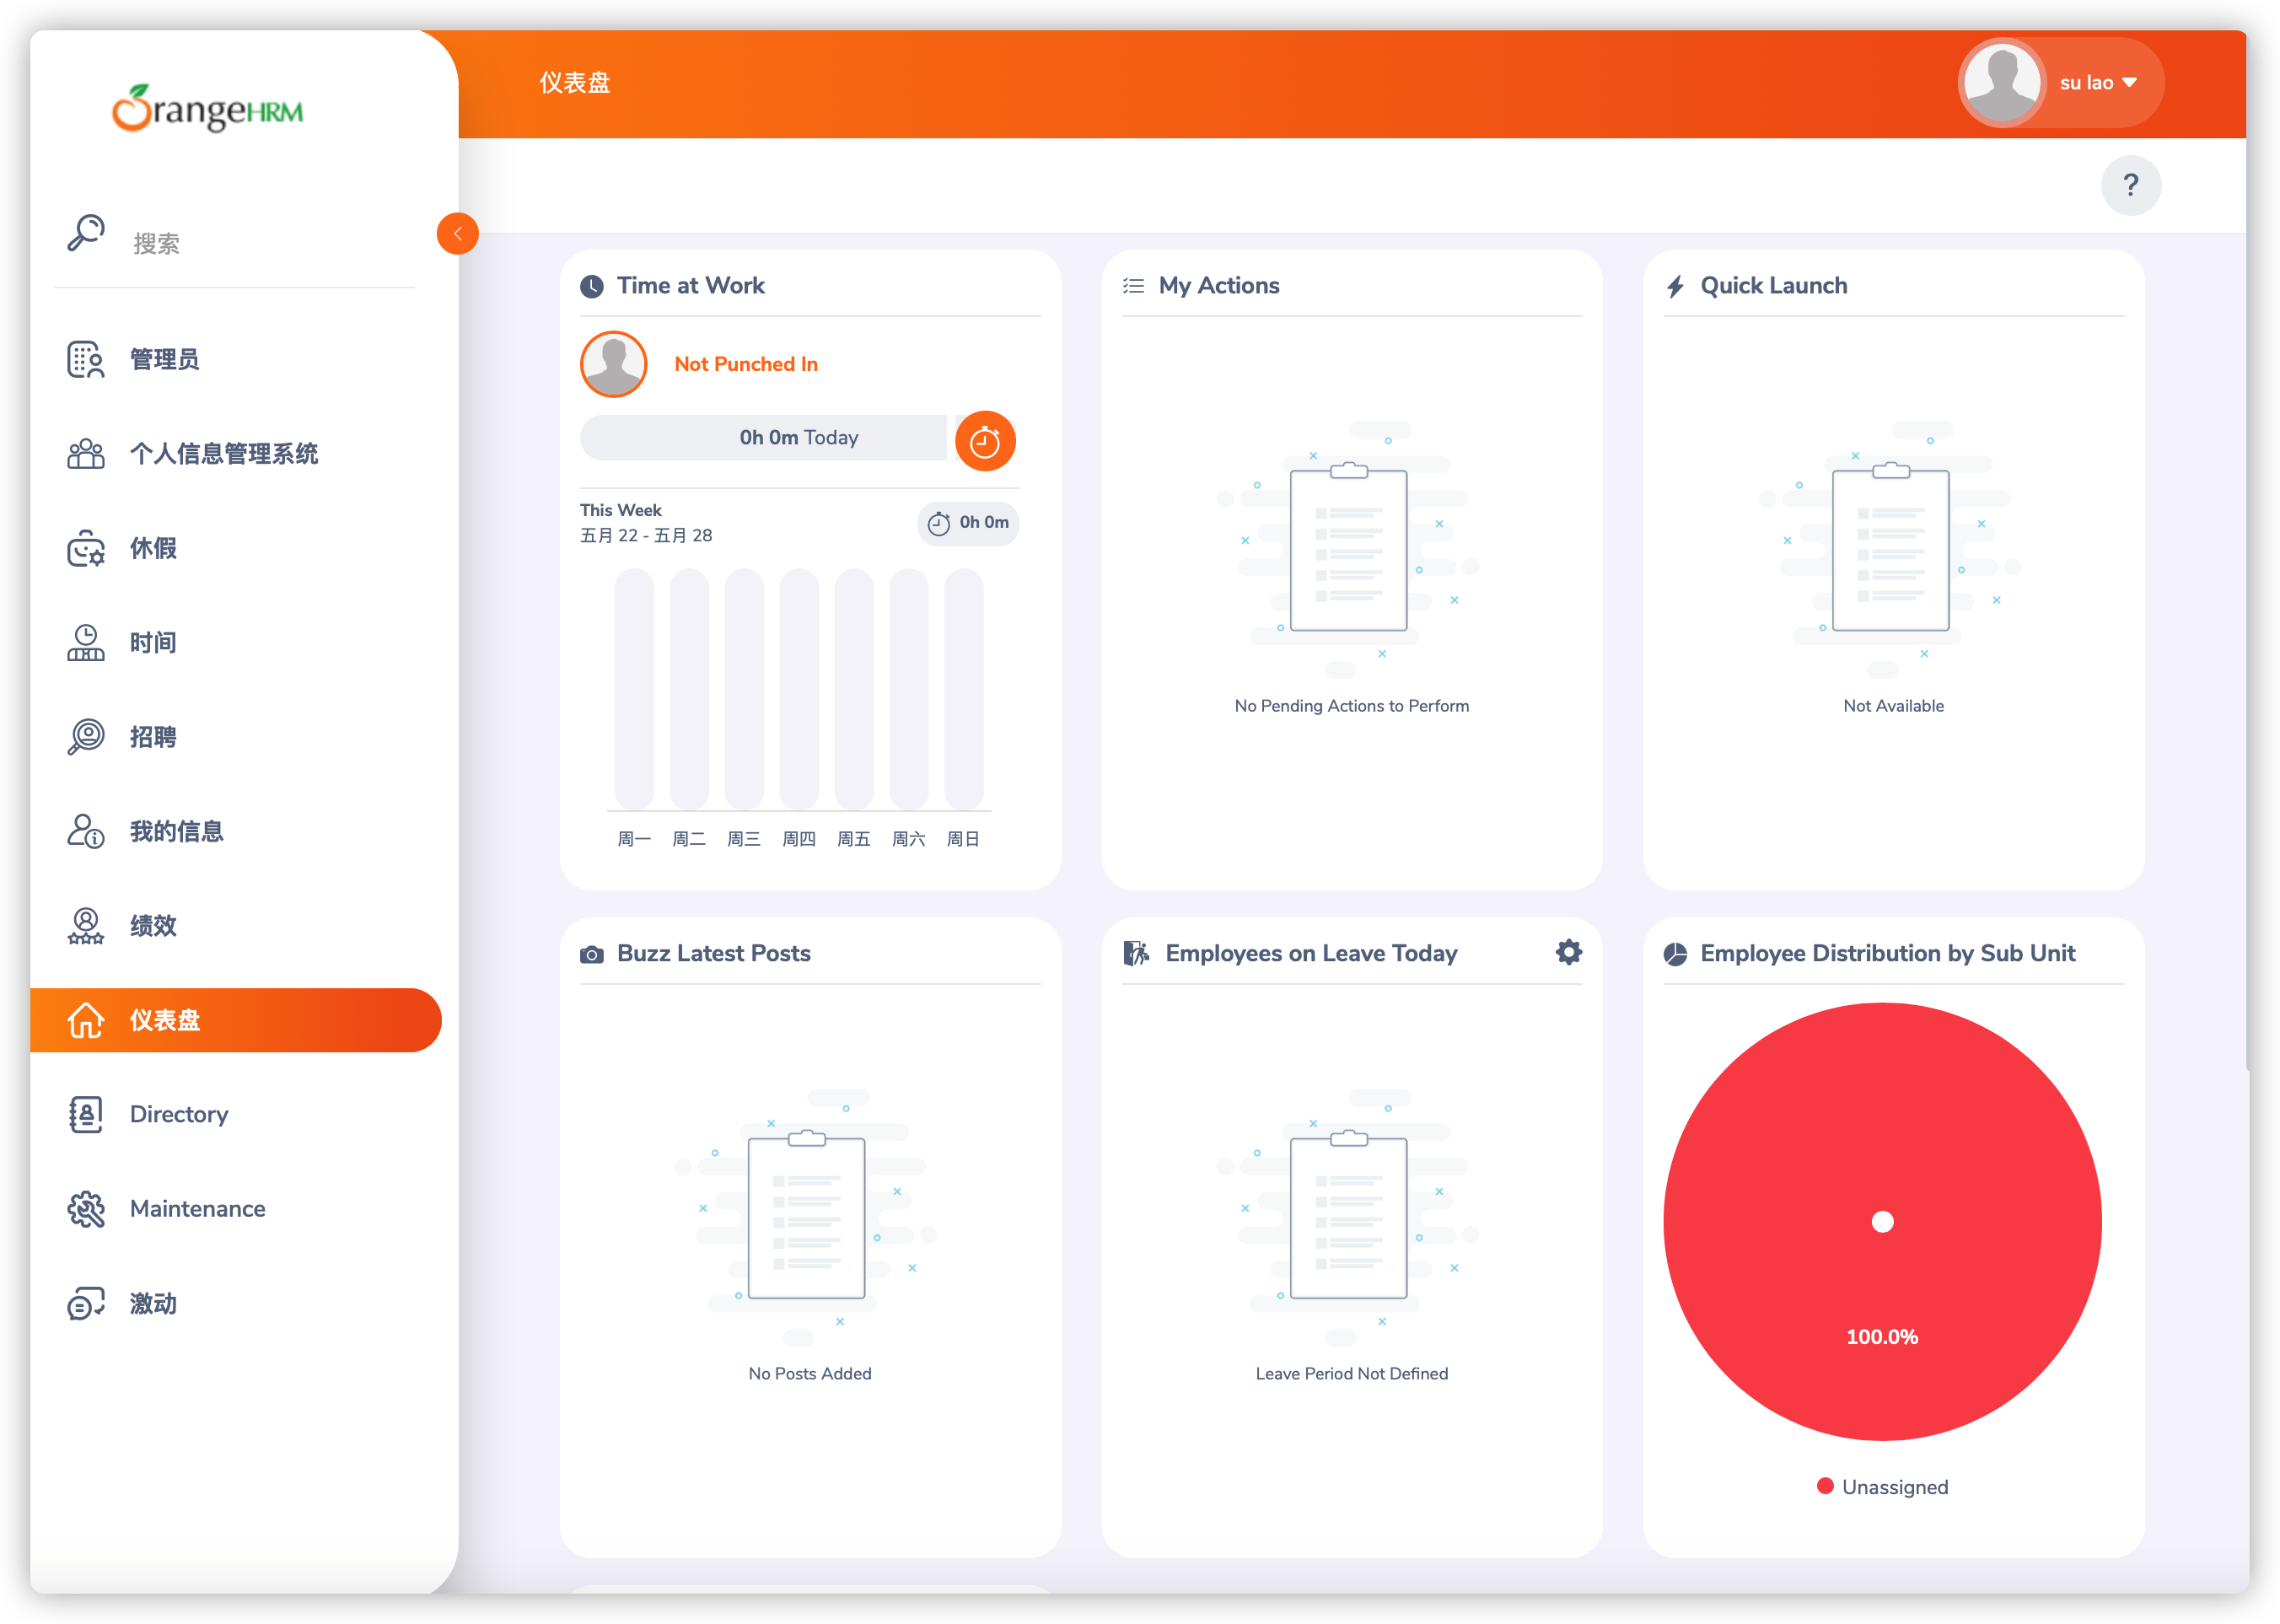 OrangeHRM
搜索
管理员
个人信息管理系统
休假
时间
招聘
我的信息
绩效
仪表盘
Directory
Maintenance
激动
仪表盘
su lao
?
Time at Work
Not Punched In
0h 0m Today
This Week
五月 22 - 五月 28
0h 0m
周一 周二 周三 周四 周五 周六 周日
My Actions
No Pending Actions to Perform
Quick Launch
Not Available
Buzz Latest Posts
No Posts Added
Employees on Leave Today
Leave Period Not Defined
Employee Distribution by Sub Unit
100.0%
Unassigned